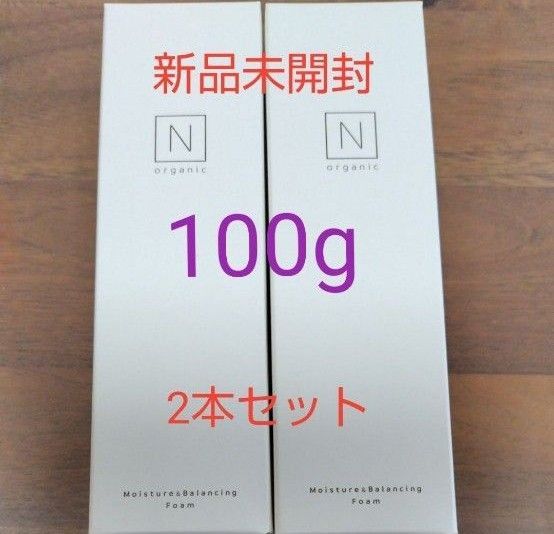 新品未開封
N
organic
N
organic
100g
2本セット
Moisture&Balancing
Foam
Moisture&Balancing
Foam